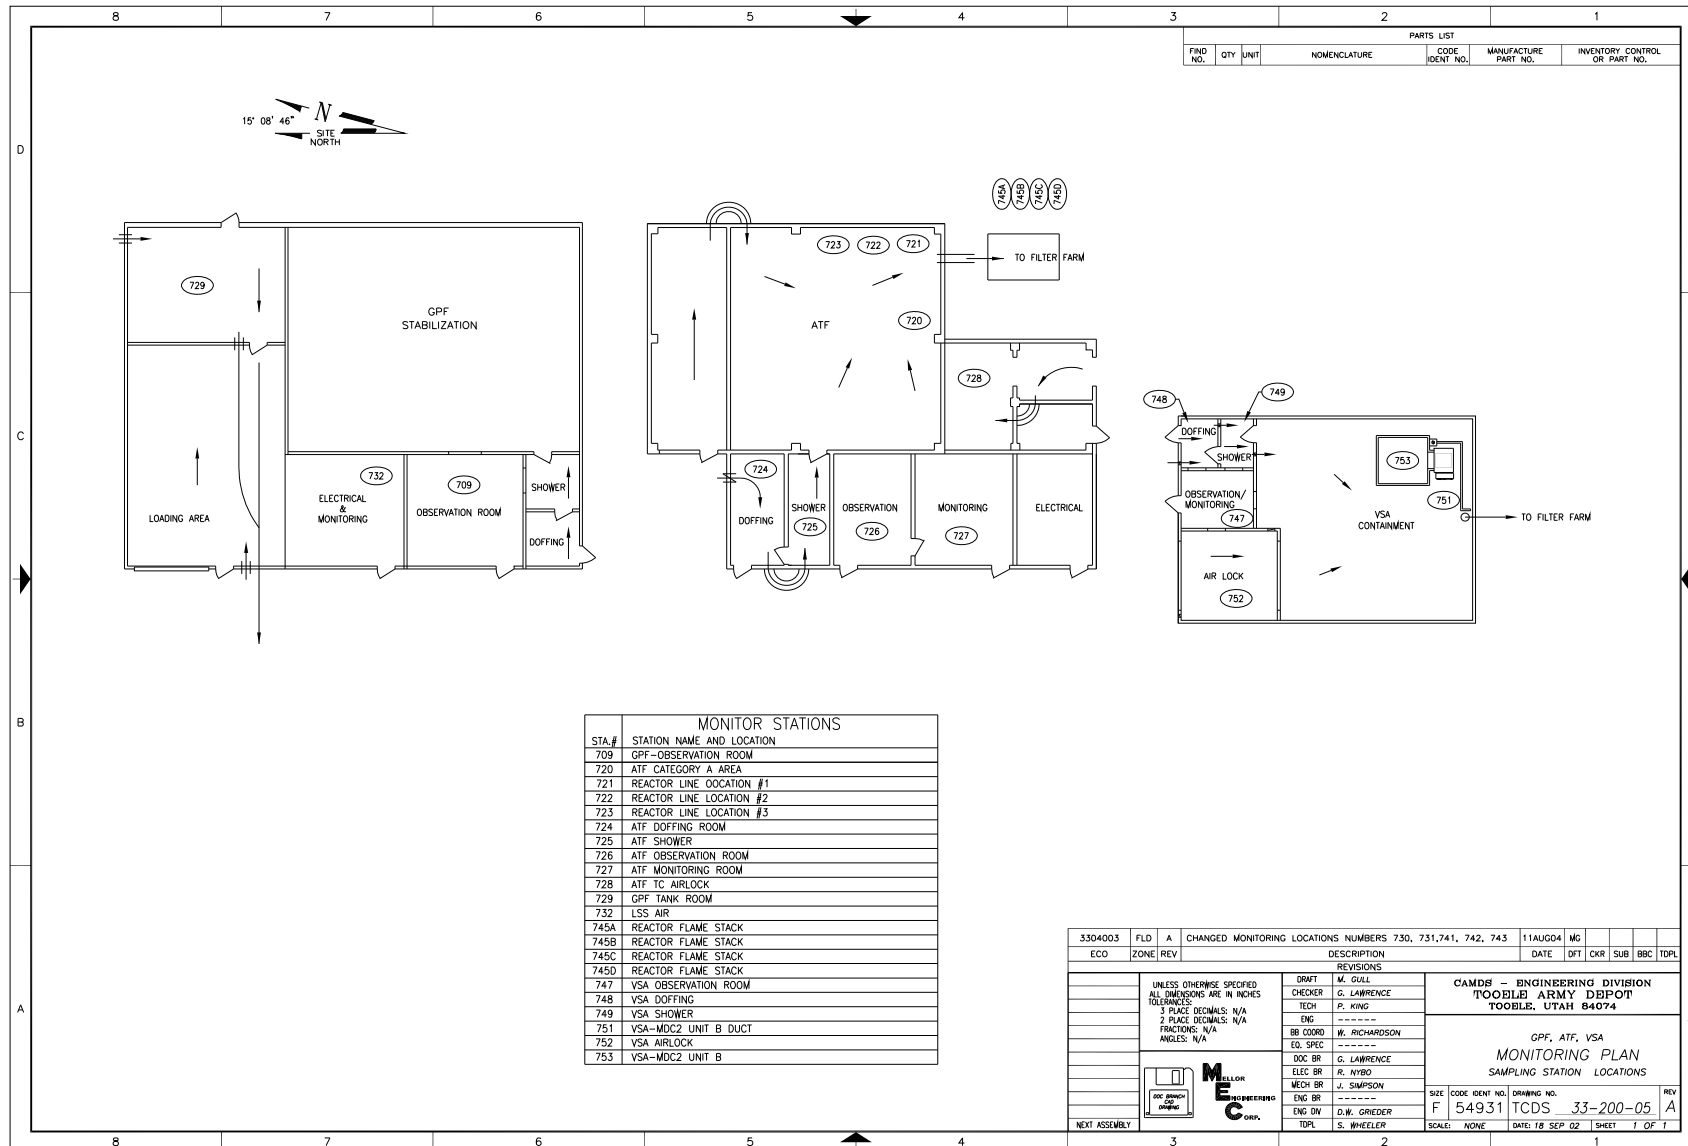 8 7 6 5 4 3 2 1
PARTS LIST
FIND NO. QTY UNIT NOMENCLATURE CODE IDENT NO. MANUFACTURE PART NO. INVENTORY CONTROL OR PART NO.
D
C
B
A
15° 08' 46"
N
SITE
NORTH
729
GPF
STABILIZATION
LOADING AREA
732
ELECTRICAL
&
MONITORING
709
OBSERVATION ROOM
SHOWER
DOFFING
745A
745B
745C
745D
723
722
721
TO FILTER FARM
ATF
720
728
724
DOFFING
SHOWER
725
OBSERVATION
726
MONITORING
727
ELECTRICAL
748
749
DOFFING
SHOWER
OBSERVATION/
MONITORING
747
753
751
VSA
CONTAINMENT
TO FILTER FARM
AIR LOCK
752
MONITOR STATIONS
STA.# STATION NAME AND LOCATION
709 GPF-OBSERVATION ROOM
720 ATF CATEGORY A AREA
721 REACTOR LINE OOCATION #1
722 REACTOR LINE LOCATION #2
723 REACTOR LINE LOCATION #3
724 ATF DOFFING ROOM
725 ATF SHOWER
726 ATF OBSERVATION ROOM
727 ATF MONITORING ROOM
728 ATF TC AIRLOCK
729 GPF TANK ROOM
732 LSS AIR
745A REACTOR FLAME STACK
745B REACTOR FLAME STACK
745C REACTOR FLAME STACK
745D REACTOR FLAME STACK
747 VSA OBSERVATION ROOM
748 VSA DOFFING
749 VSA SHOWER
751 VSA-MDC2 UNIT B DUCT
752 VSA AIRLOCK
753 VSA-MDC2 UNIT B
3304003 FLD A CHANGED MONITORING LOCATIONS NUMBERS 730, 731,741, 742, 743 11AUG04 MG
ECO ZONE REV DESCRIPTION DATE DFT CKR SUB BBC TDPL
REVISIONS
UNLESS OTHERWISE SPECIFIED
ALL DIMENSIONS ARE IN INCHES
TOLERANCES:
3 PLACE DECIMALS: N/A
2 PLACE DECIMALS: N/A
FRACTIONS: N/A
ANGLES: N/A
DRAFT M. GULL
CHECKER G. LAWRENCE
TECH P. KING
ENG ------
BB COORD W. RICHARDSON
EQ. SPEC ------
DOC BR G. LAWRENCE
ELEC BR R. NYBO
MECH BR J. SIMPSON
ENG BR ------
ENG DIV D.W. GRIEDER
TDPL S. WHEELER
DOC BRANCH
CAD
DRAWING
MELLOR
ENGINEERING
CORP.
NEXT ASSEMBLY
CAMDS - ENGINEERING DIVISION
TOOELE ARMY DEPOT
TOOELE, UTAH 84074
GPF, ATF, VSA
MONITORING PLAN
SAMPLING STATION LOCATIONS
SIZE F CODE IDENT NO. 54931 DRAWING NO. TCDS 33-200-05 REV A
SCALE: NONE DATE: 18 SEP 02 SHEET 1 OF 1
8 7 6 5 4 3 2 1